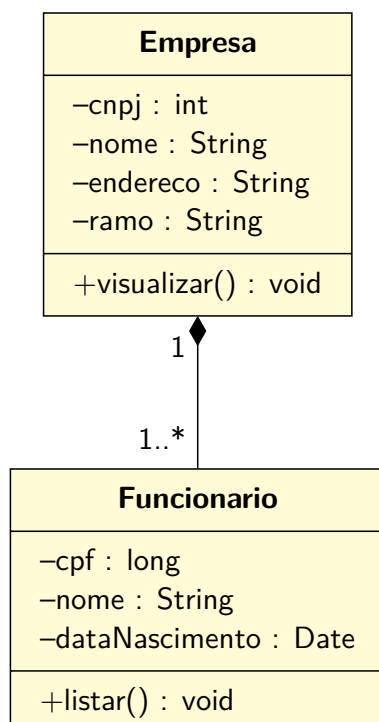 Empresa
–cnpj : int
–nome : String
–endereco : String
–ramo : String
+visualizar() : void
1
1..*
Funcionario
–cpf : long
–nome : String
–dataNascimento : Date
+listar() : void